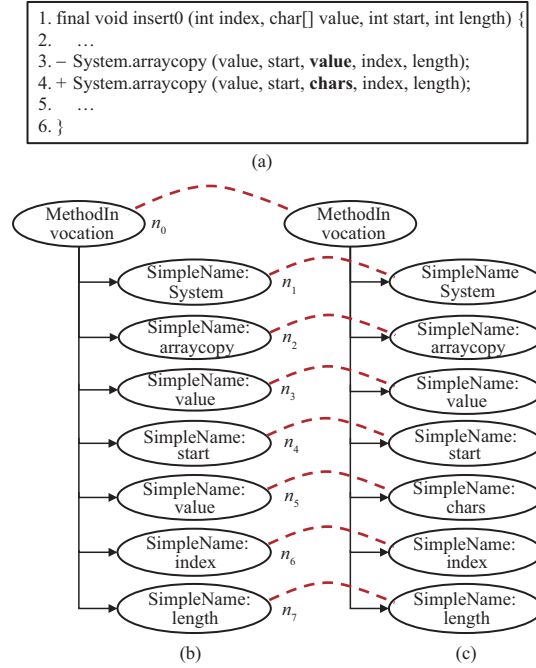 1. final void insert0 (int index, char[] value, int start, int length) {
2. …
3. – System.arraycopy (value, start, value, index, length);
4. + System.arraycopy (value, start, chars, index, length);
5. …
6. }
(a)
MethodIn
vocation
n0
MethodIn
vocation
SimpleName:
System
n1
SimpleName
System
SimpleName:
arraycopy
n2
SimpleName:
arraycopy
SimpleName:
value
n3
SimpleName:
value
SimpleName:
start
n4
SimpleName:
start
SimpleName:
value
n5
SimpleName:
chars
SimpleName:
index
n6
SimpleName:
index
SimpleName:
length
n7
SimpleName:
length
(b)
(c)